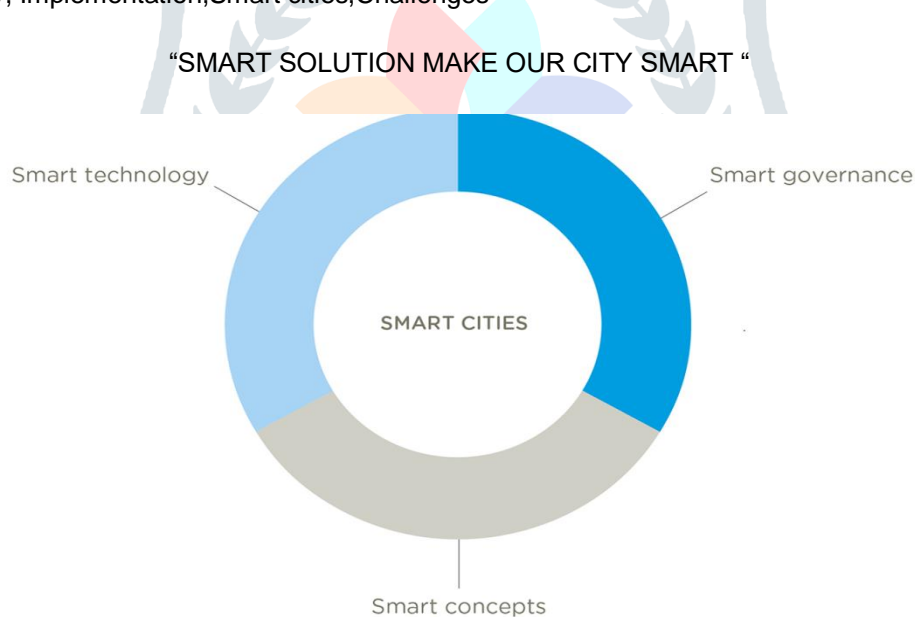 Implementation,Smart cities,Challenges
“SMART SOLUTION MAKE OUR CITY SMART “
Smart technology
Smart governance
SMART CITIES
Smart concepts